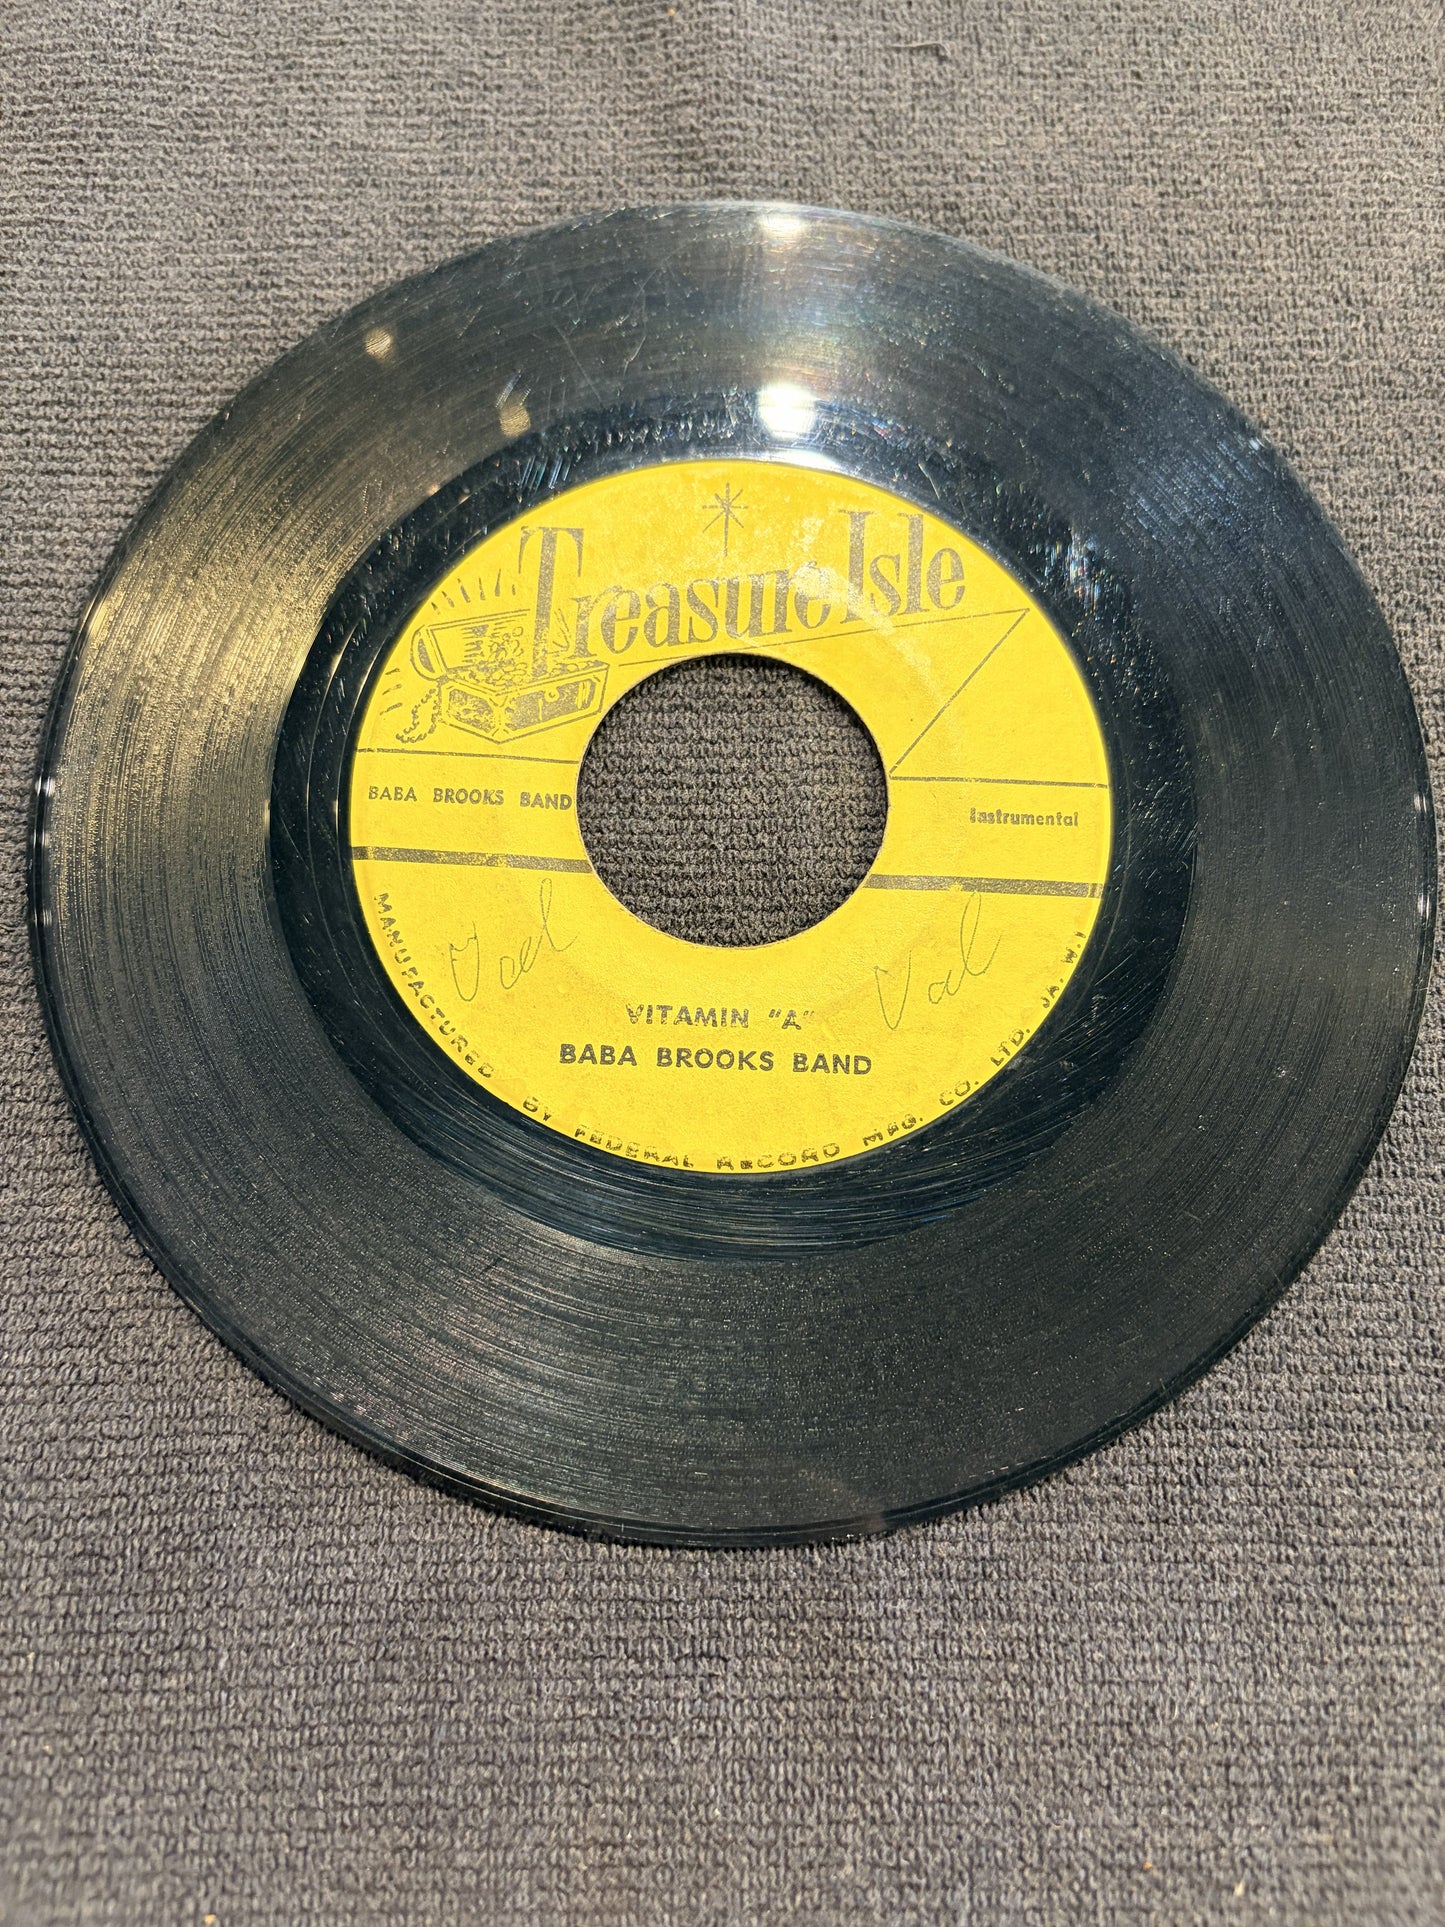 Treasure Isle
BABA BROOKS BAND
Instrumental
Val
Val
VITAMIN "A"
BABA BROOKS BAND
MANUFACTURED BY FEDERAL RECORD MFG. CO. LTD. JA. W.I